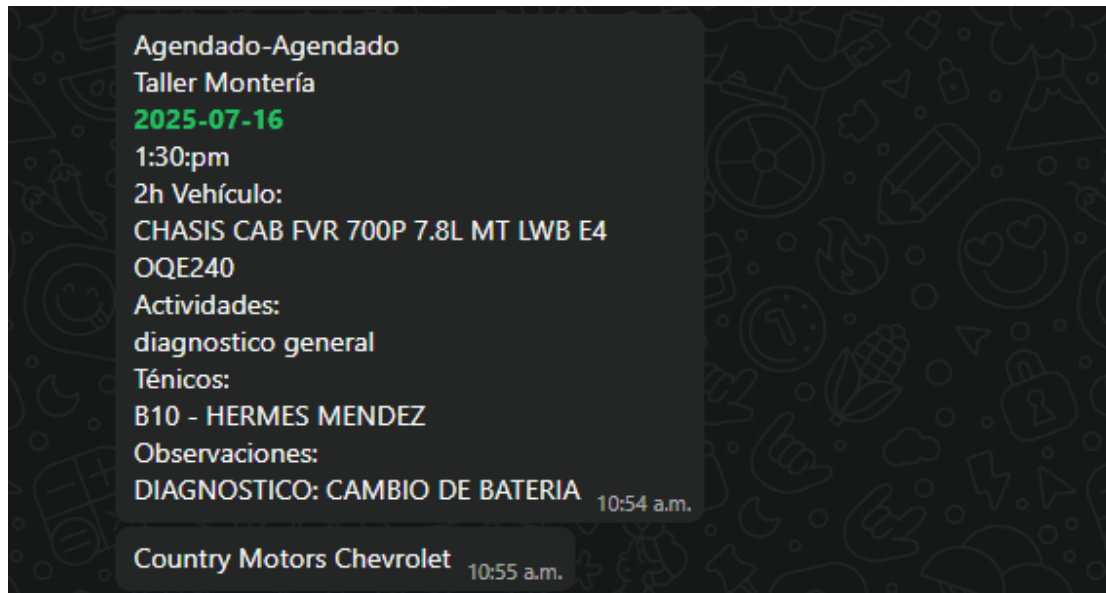 Agendado-Agendado
Taller Montería
2025-07-16
1:30:pm
2h Vehículo:
CHASIS CAB FVR 700P 7.8L MT LWB E4
OQE240
Actividades:
diagnostico general
Ténicos:
B10 - HERMES MENDEZ
Observaciones:
DIAGNOSTICO: CAMBIO DE BATERIA 10:54 a.m.
Country Motors Chevrolet 10:55 a.m.